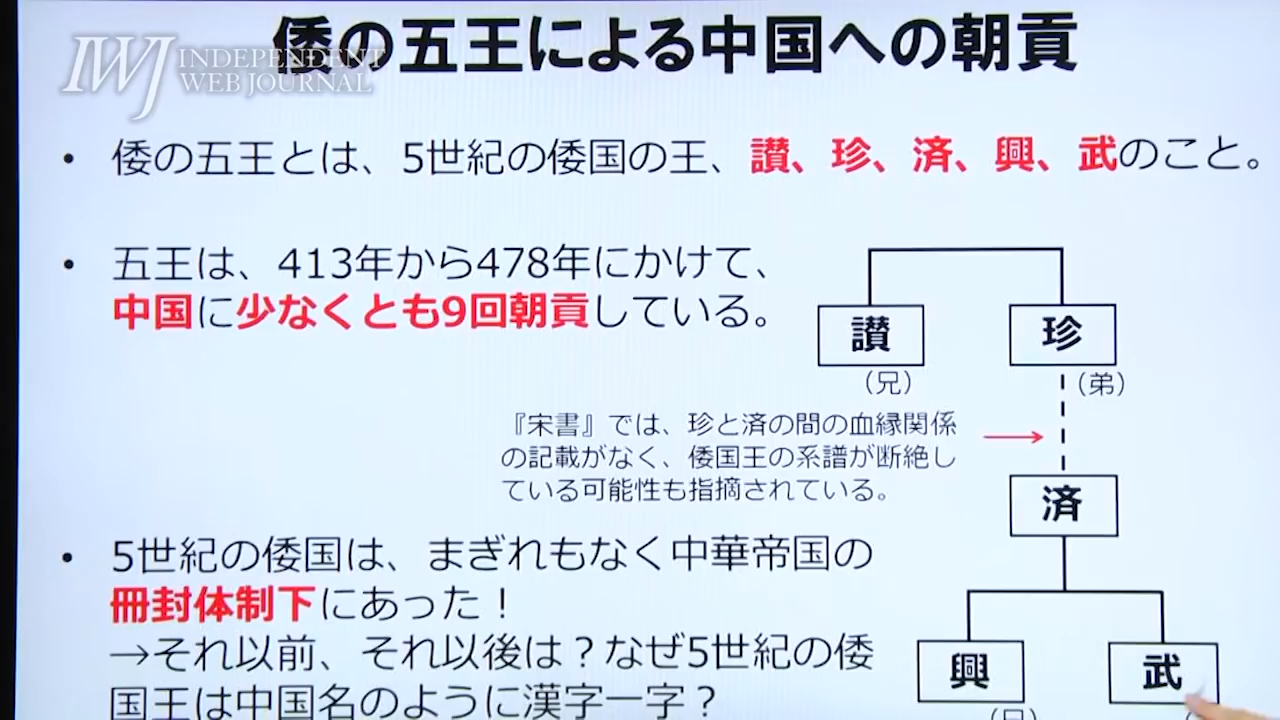 倭の五王による中国への朝貢
IWJ INDEPENDENT
WEB JOURNAL
• 倭の五王とは、5世紀の倭国の王、讃、珍、済、興、武のこと。
• 五王は、413年から478年にかけて、
中国に少なくとも9回朝貢している。
讃
珍
(兄)
(弟)
『宋書』では、珍と済の間の血縁関係
の記載がなく、倭国王の系譜が断絶し
ている可能性も指摘されている。
→
済
• 5世紀の倭国は、まぎれもなく中華帝国の
冊封体制下にあった！
→それ以前、それ以後は？なぜ5世紀の倭
国王は中国名のように漢字一字？
興
武
(兄)